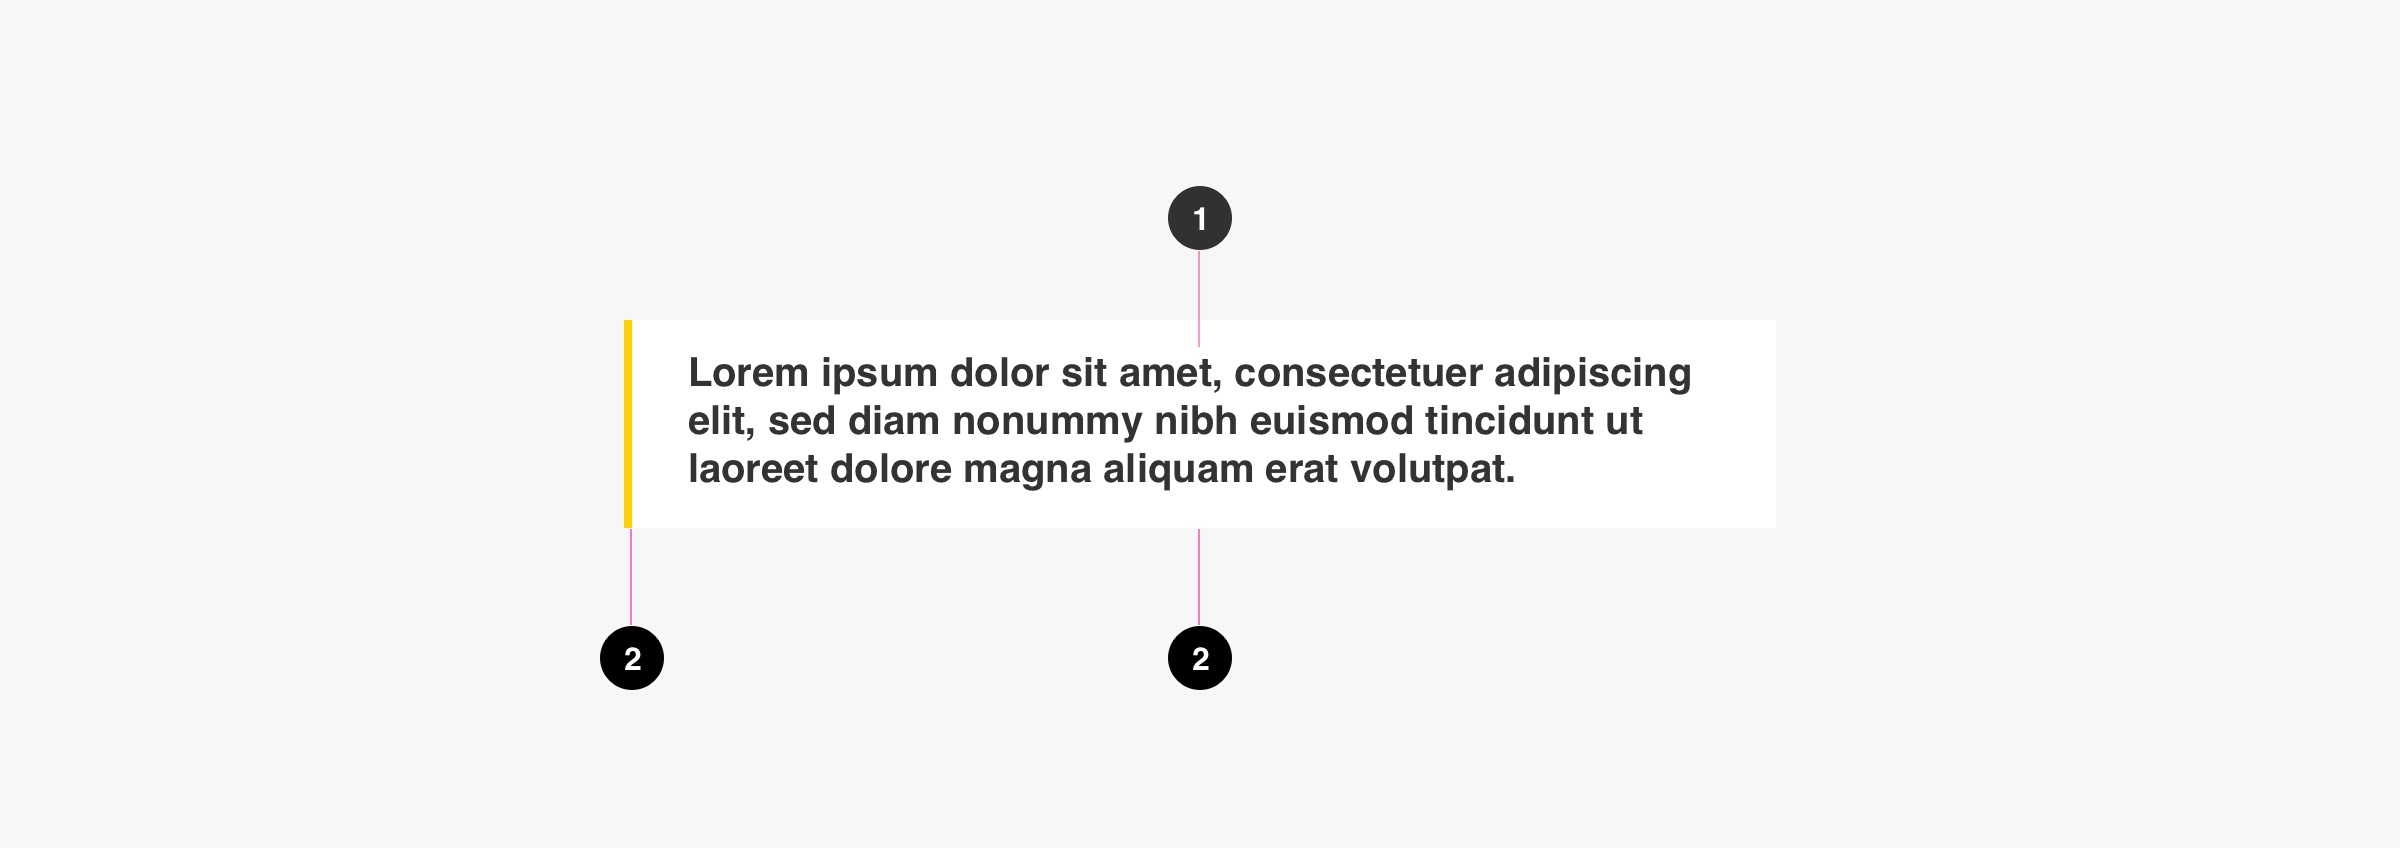 1
Lorem ipsum dolor sit amet, consectetuer adipiscing
elit, sed diam nonummy nibh euismod tincidunt ut
laoreet dolore magna aliquam erat volutpat.
2
2